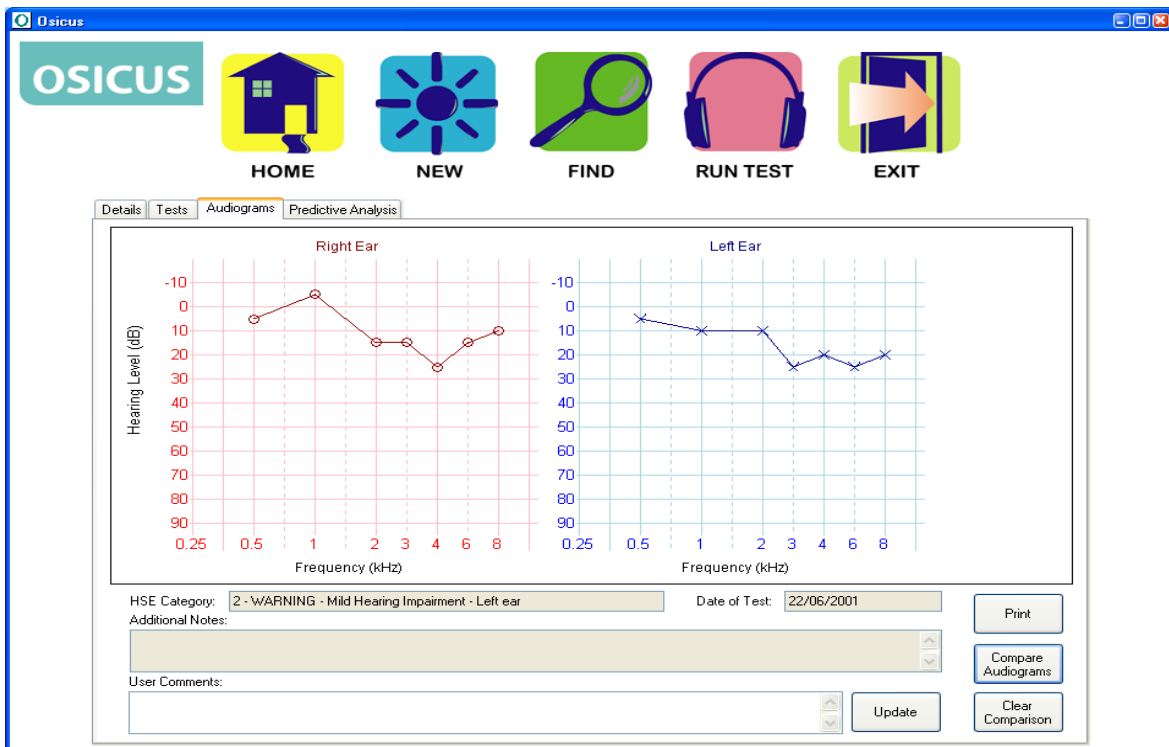 Osicus
OSICUS
HOME NEW FIND RUN TEST EXIT
Details Tests Audiograms Predictive Analysis
Right Ear
Hearing Level (dB)
-10
0
10
20
30
40
50
60
70
80
90
0.25 0.5 1 2 3 4 6 8
Frequency (kHz)
Left Ear
-10
0
10
20
30
40
50
60
70
80
90
0.25 0.5 1 2 3 4 6 8
Frequency (kHz)
HSE Category: 2 - WARNING - Mild Hearing Impairment - Left ear
Date of Test: 22/06/2001
Print
Additional Notes:
Compare
Audiograms
User Comments:
Update
Clear
Comparison